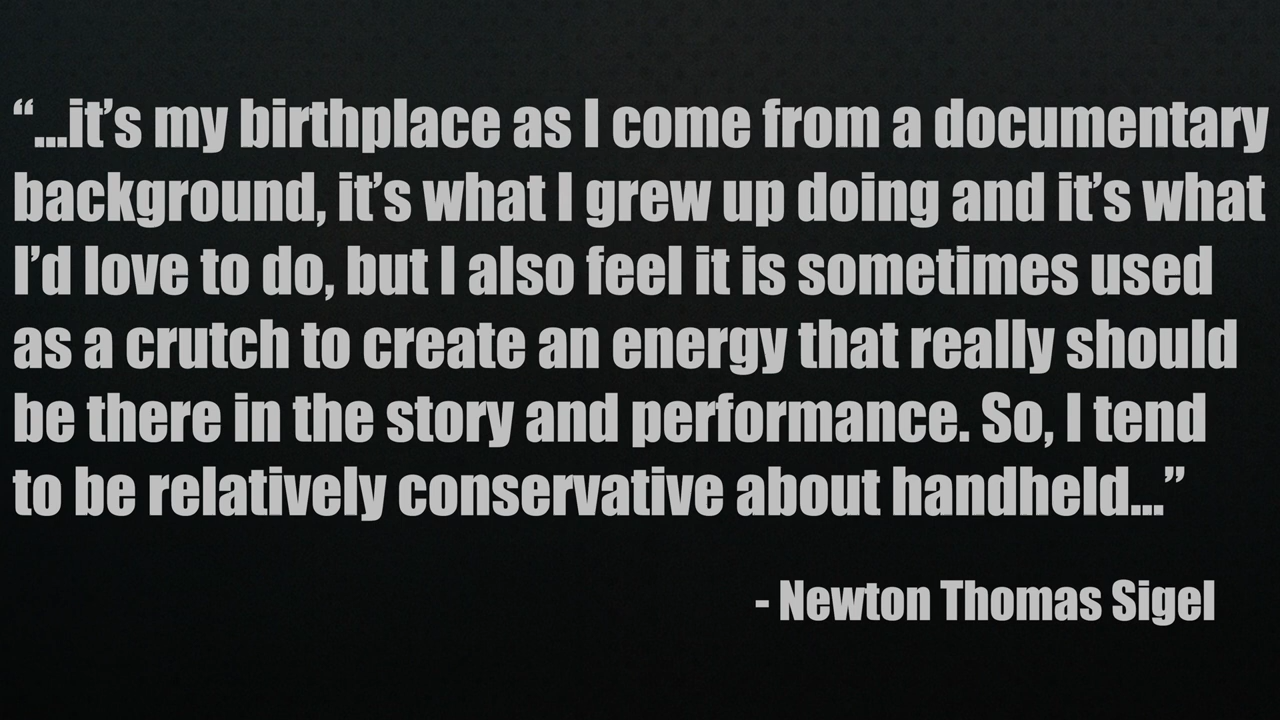 “...it’s my birthplace as I come from a documentary
background, it’s what I grew up doing and it’s what
I’d love to do, but I also feel it is sometimes used
as a crutch to create an energy that really should
be there in the story and performance. So, I tend
to be relatively conservative about handheld...”
- Newton Thomas Sigel